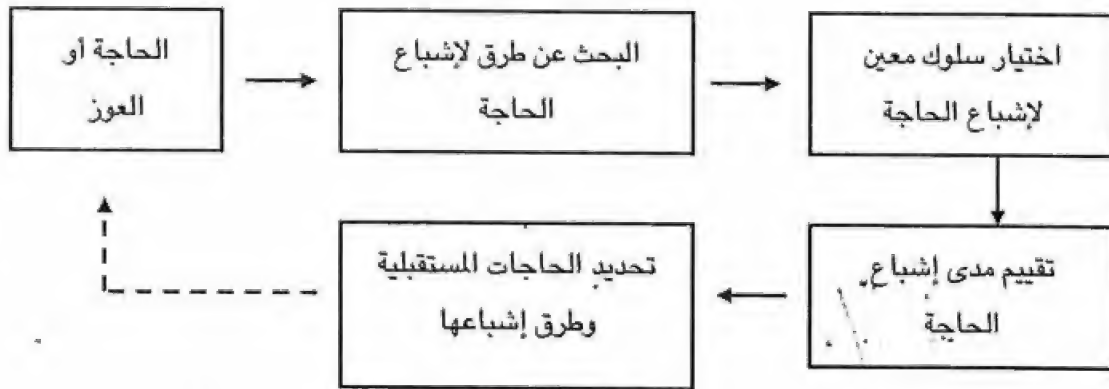 الحاجة أو
العوز
البحث عن طرق لإشباع
الحاجة
اختيار سلوك معين
لإشباع الحاجة
تقييم مدى إشباع
الحاجة
تحديد الحاجات المستقبلية
وطرق إشباعها